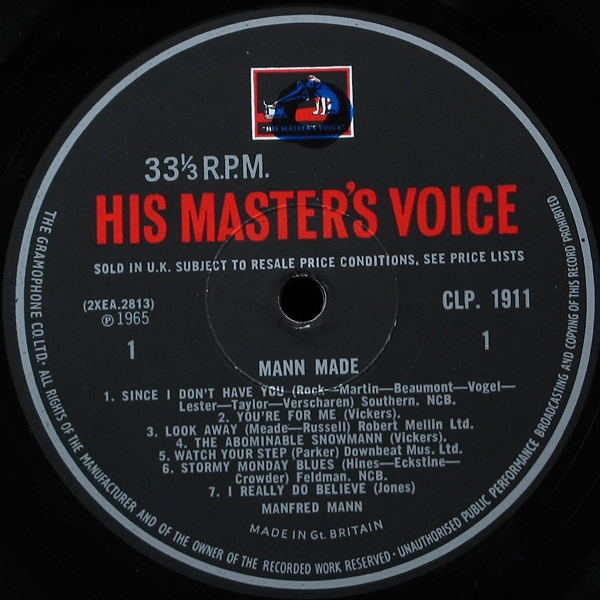 "HIS MASTER'S VOICE"
33⅓ R.P.M.
HIS MASTER'S VOICE
SOLD IN U.K. SUBJECT TO RESALE PRICE CONDITIONS, SEE PRICE LISTS
(2XEA.2813)
℗ 1965
CLP. 1911
1
1
MANN MADE
1. SINCE I DON'T HAVE YOU (Rock—Martin—Beaumont—Vogel—
Lester—Taylor—Verscharen) Southern. NCB.
2. YOU'RE FOR ME (Vickers).
3. LOOK AWAY (Meade—Russell) Robert Mellin Ltd.
4. THE ABOMINABLE SNOWMANN (Vickers).
5. WATCH YOUR STEP (Parker) Downbeat Mus. Ltd.
6. STORMY MONDAY BLUES (Hines—Eckstine—
Crowder) Feldman. NCB.
7. I REALLY DO BELIEVE (Jones)
MANFRED MANN
MADE IN Gt. BRITAIN
THE GRAMOPHONE CO. LTD. ALL RIGHTS OF THE MANUFACTURER AND OF THE OWNER OF THE RECORDED WORK RESERVED · UNAUTHORISED PUBLIC PERFORMANCE BROADCASTING AND COPYING OF THIS RECORD PROHIBITED